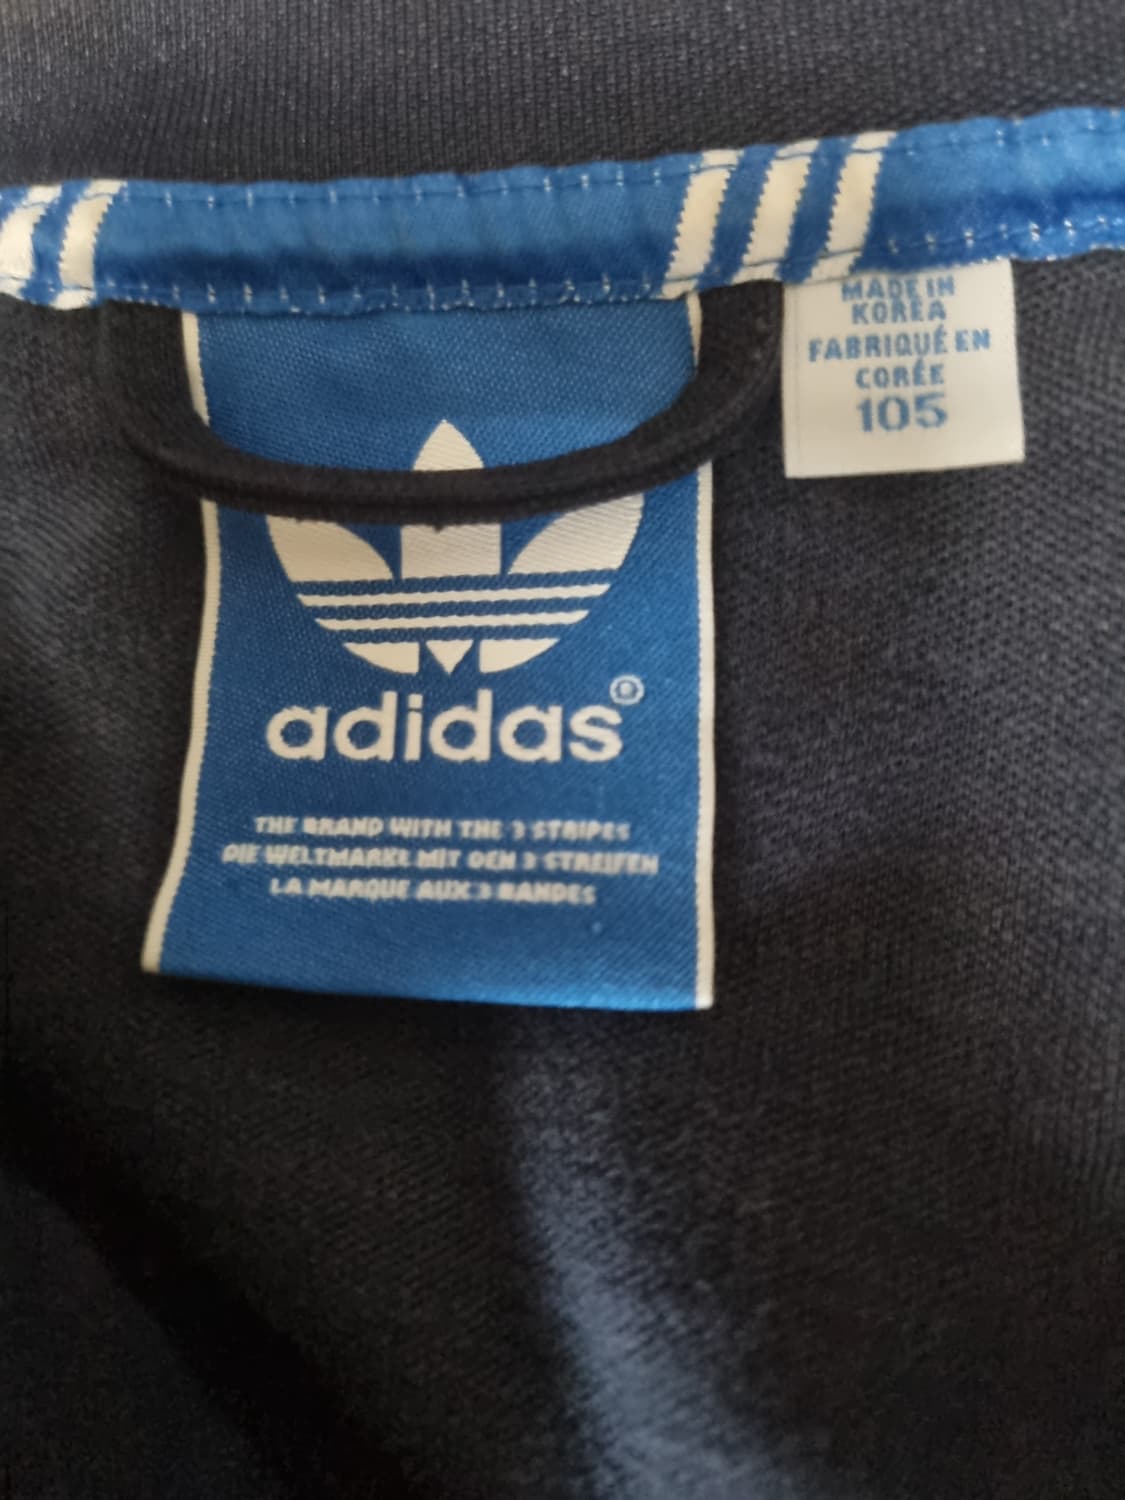 MADE IN
KOREA
FABRIQUÉ EN
CORÉE
105
adidas®
THE BRAND WITH THE 3 STRIPES
DIE WELTMARKE MIT DEN 3 STREIFEN
LA MARQUE AUX 3 BANDES